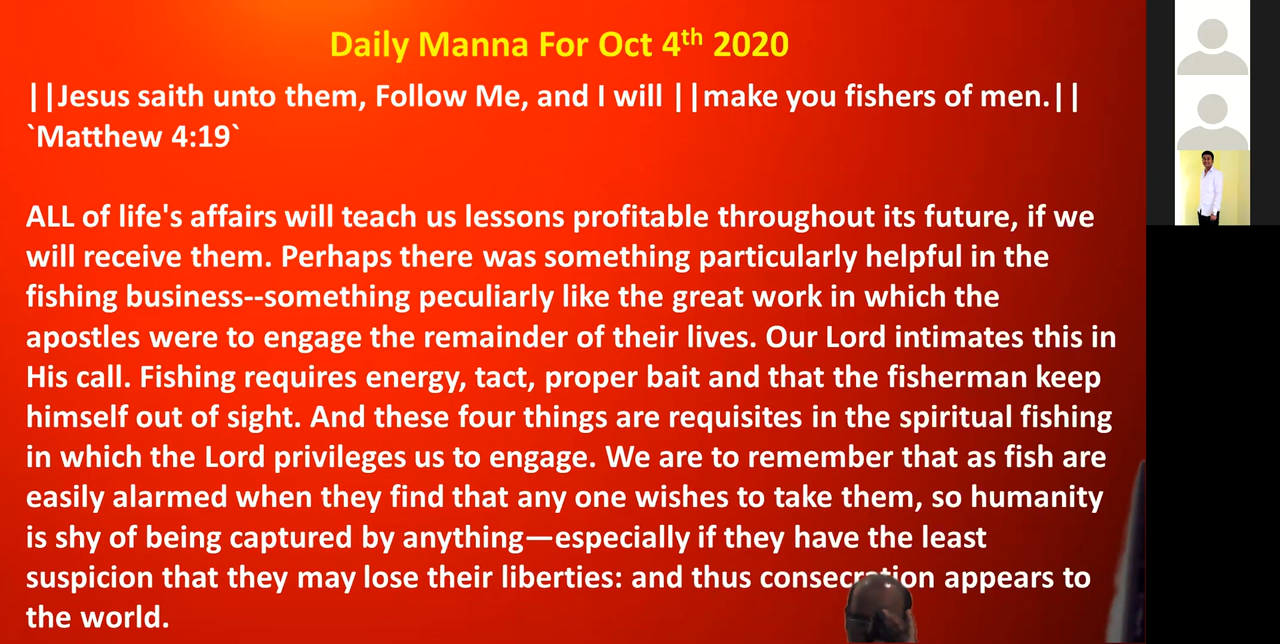 Daily Manna For Oct 4th 2020
||Jesus saith unto them, Follow Me, and I will ||make you fishers of men.||
`Matthew 4:19`
ALL of life's affairs will teach us lessons profitable throughout its future, if we
will receive them. Perhaps there was something particularly helpful in the
fishing business--something peculiarly like the great work in which the
apostles were to engage the remainder of their lives. Our Lord intimates this in
His call. Fishing requires energy, tact, proper bait and that the fisherman keep
himself out of sight. And these four things are requisites in the spiritual fishing
in which the Lord privileges us to engage. We are to remember that as fish are
easily alarmed when they find that any one wishes to take them, so humanity
is shy of being captured by anything—especially if they have the least
suspicion that they may lose their liberties: and thus consecration appears to
the world.